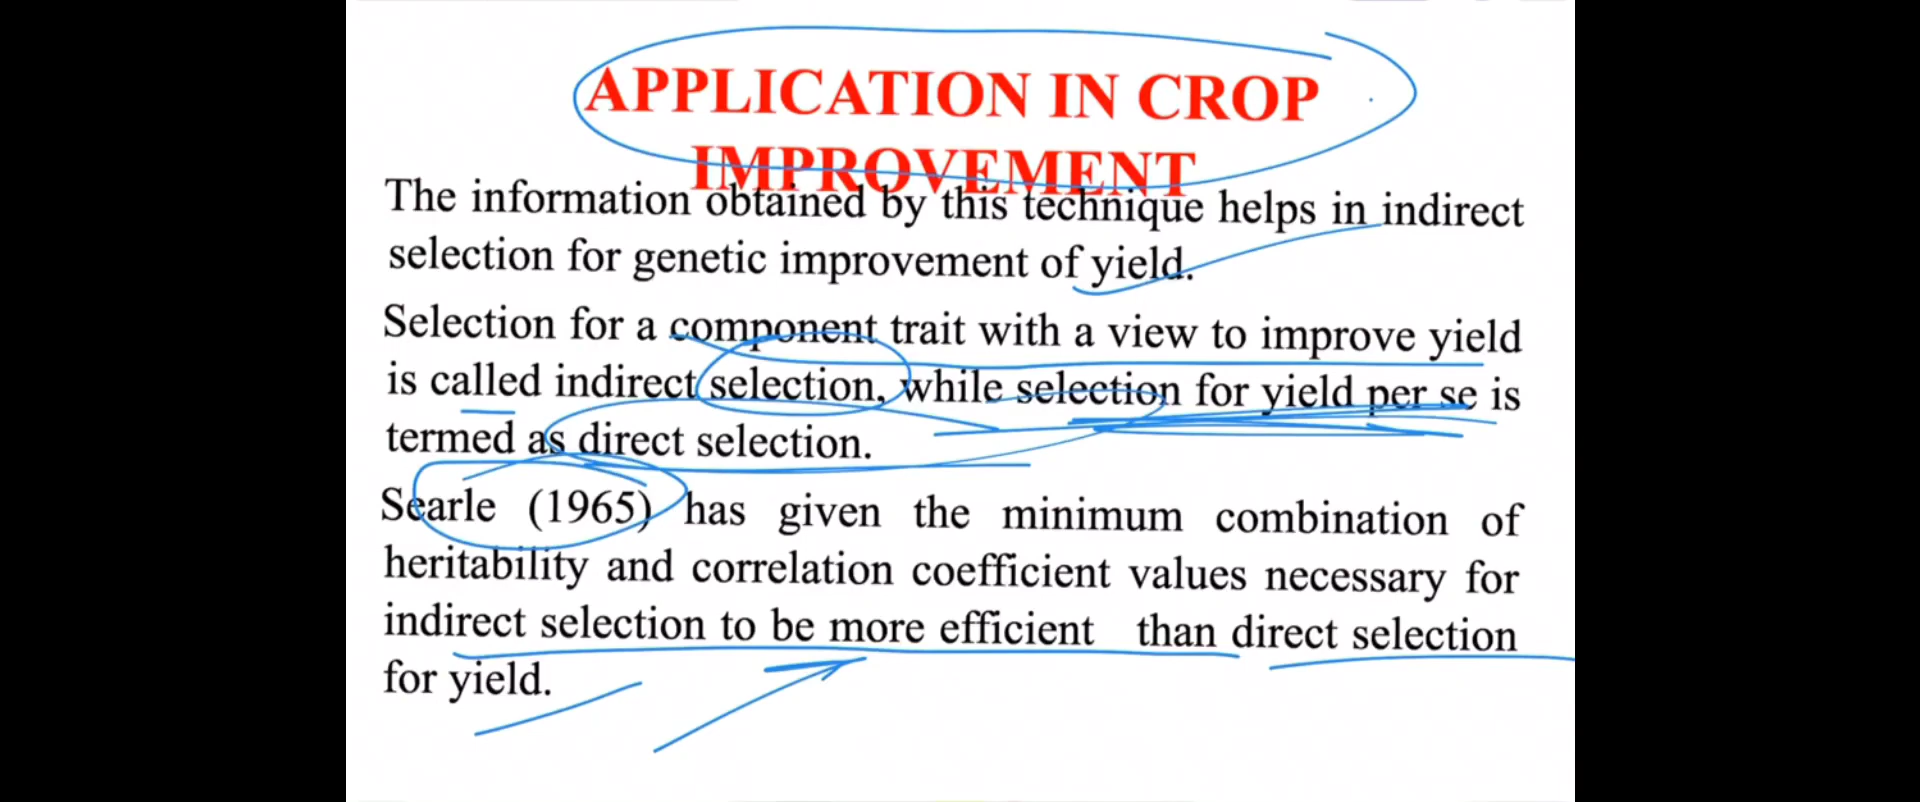 APPLICATION IN CROP
IMPROVEMENT
The information obtained by this technique helps in indirect
selection for genetic improvement of yield.
Selection for a component trait with a view to improve yield
is called indirect selection, while selection for yield per se is
termed as direct selection.
Searle (1965) has given the minimum combination of
heritability and correlation coefficient values necessary for
indirect selection to be more efficient than direct selection
for yield.